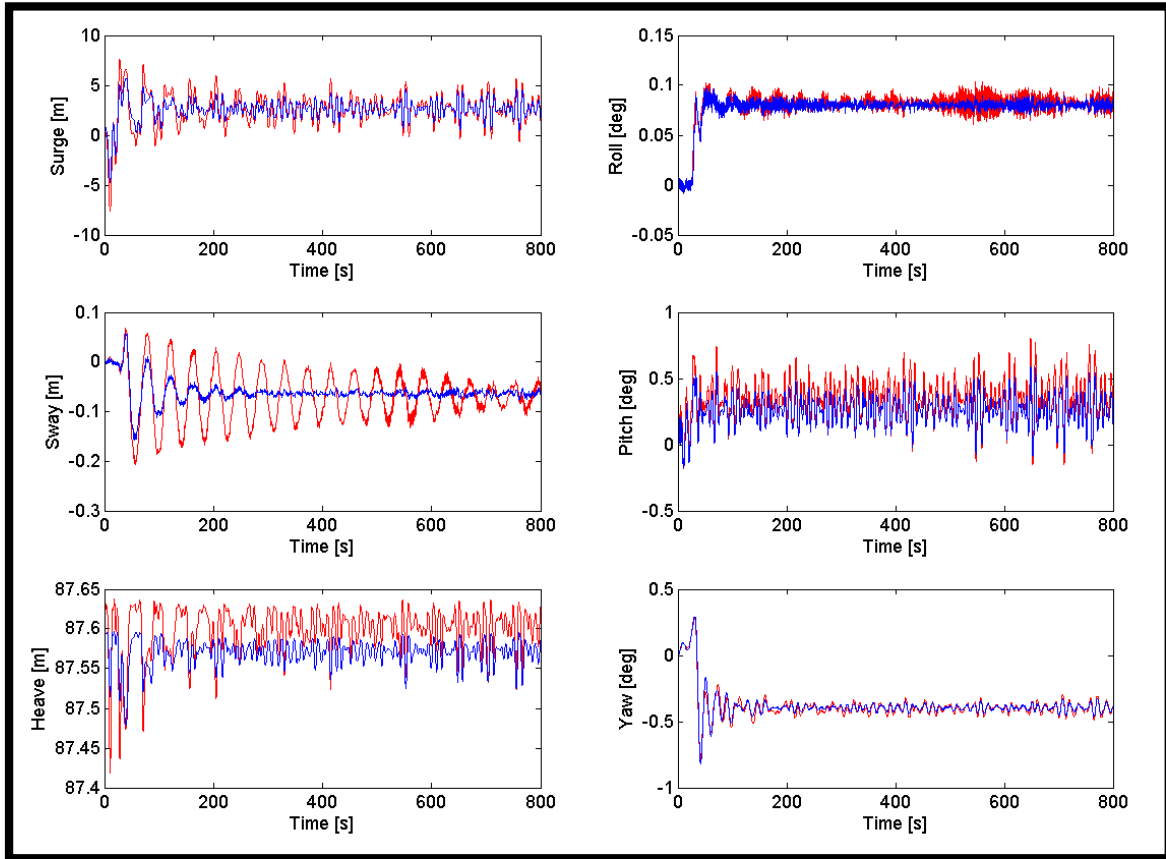 10
5
0
-5
-10
Surge [m]
0 200 400 600 800
Time [s]
0.15
0.1
0.05
0
-0.05
Roll [deg]
0 200 400 600 800
Time [s]
0.1
0
-0.1
-0.2
-0.3
Sway [m]
0 200 400 600 800
Time [s]
1
0.5
0
-0.5
Pitch [deg]
0 200 400 600 800
Time [s]
87.65
87.6
87.55
87.5
87.45
87.4
Heave [m]
0 200 400 600 800
Time [s]
0.5
0
-0.5
-1
Yaw [deg]
0 200 400 600 800
Time [s]